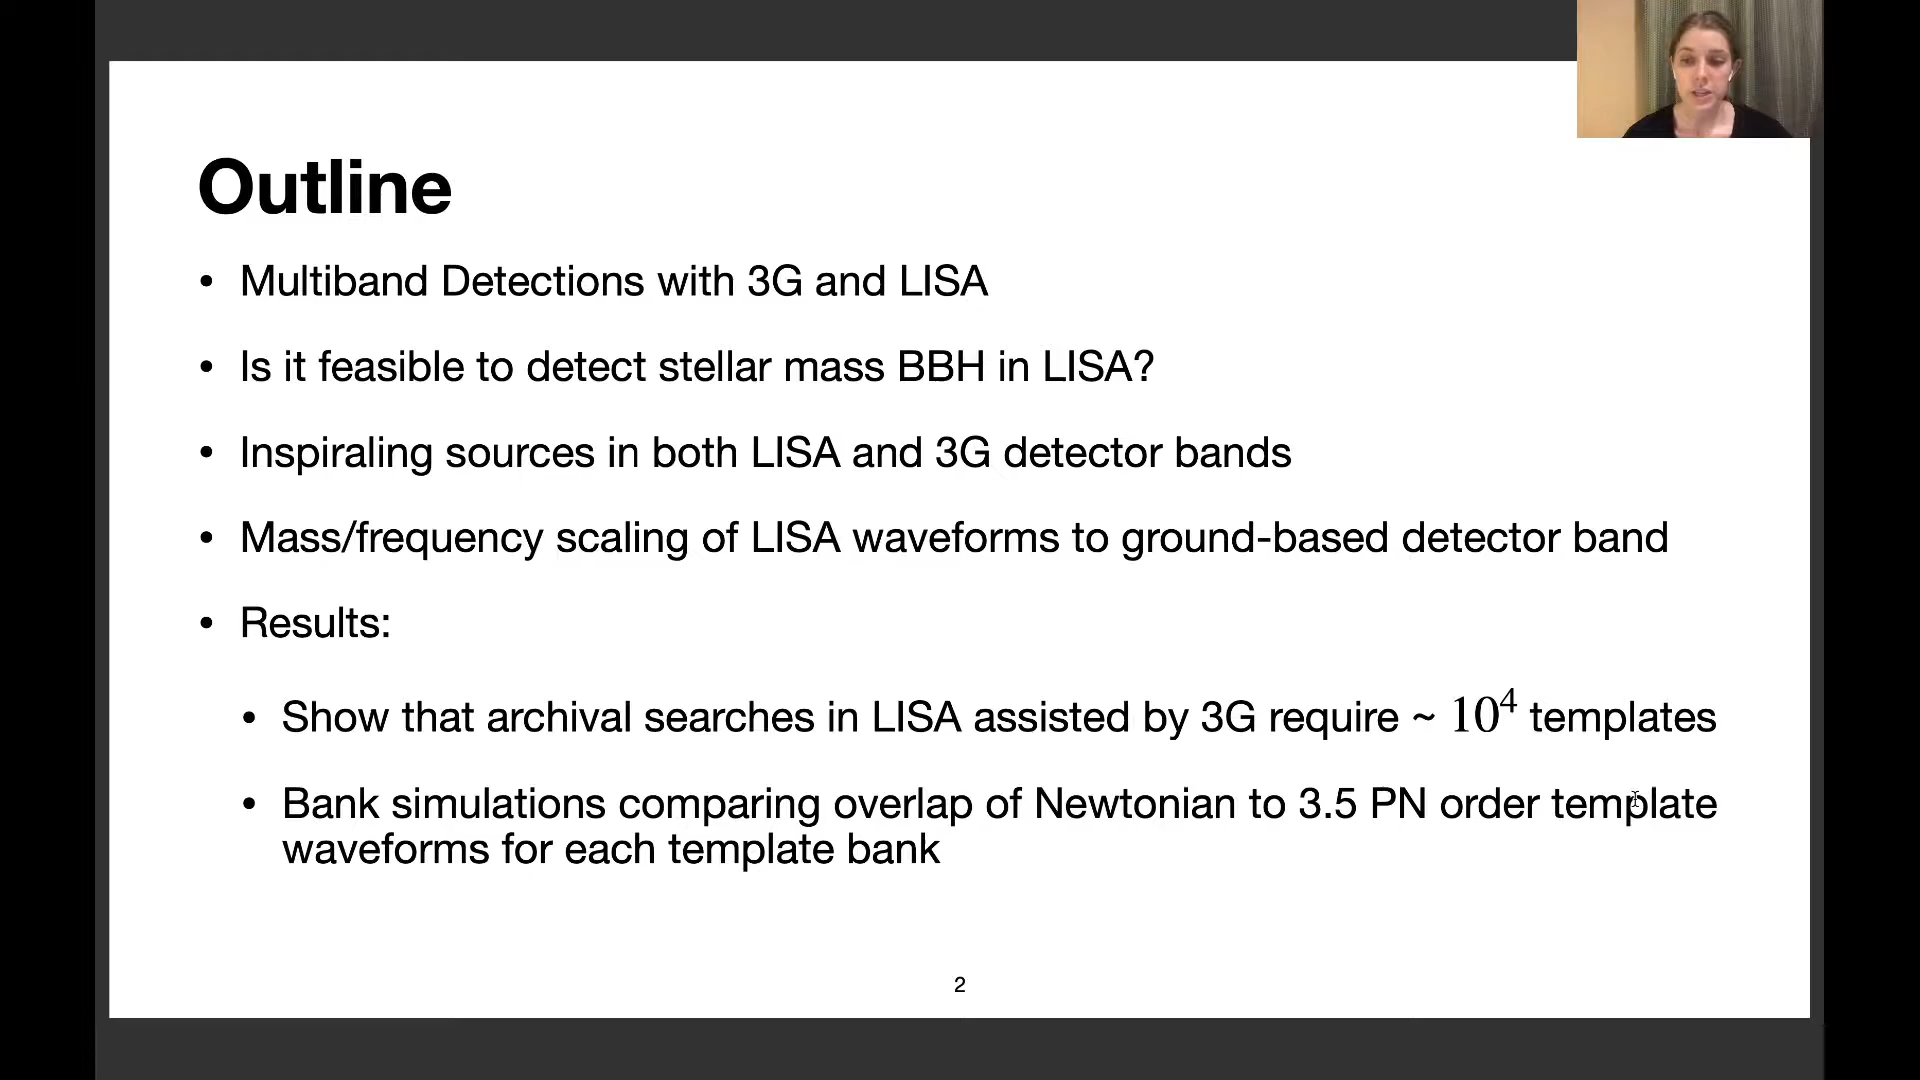 Outline
• Multiband Detections with 3G and LISA
• Is it feasible to detect stellar mass BBH in LISA?
• Inspiraling sources in both LISA and 3G detector bands
• Mass/frequency scaling of LISA waveforms to ground-based detector band
• Results:
• Show that archival searches in LISA assisted by 3G require ~ 10⁴ templates
• Bank simulations comparing overlap of Newtonian to 3.5 PN order template
waveforms for each template bank
2